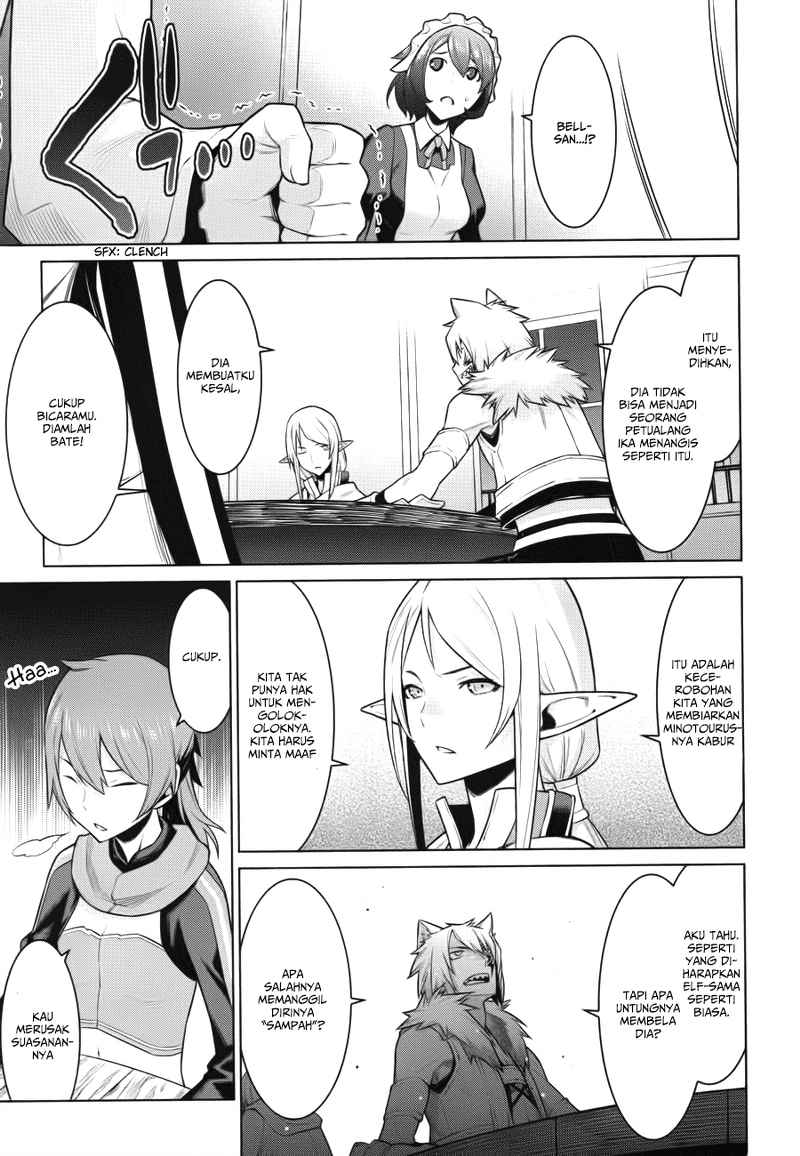 BELL-
SAN...!?
グッ...
SFX: CLENCH
ITU
MENYE-
DIHKAN,
DIA TIDAK
BISA MENJADI
SEORANG
PETUALANG
IKA MENANGIS
SEPERTI ITU.
DIA
MEMBUATKU
KESAL,
CUKUP
BICARAMU.
DIAMLAH
BATE!
ITU ADALAH
KECE-
ROBOHAN
KITA YANG
MEMBIARKAN
MINOTOURUS-
NYA KABUR
KITA TAK
PUNYA HAK
UNTUK MEN-
GOLOK-
OLOKNYA.
KITA HARUS
MINTA MAAF
CUKUP.
Haa...
KAU
MERUSAK
SUASANAN-
NYA
AKU TAHU.
SEPERTI
YANG DI-
HARAPKAN
ELF-SAMA
SEPERTI
BIASA.
TAPI APA
UNTUNGNYA
MEMBELA
DIA?
APA
SALAHNYA
MEMANGGIL
DIRINYA
“SAMPAH”?